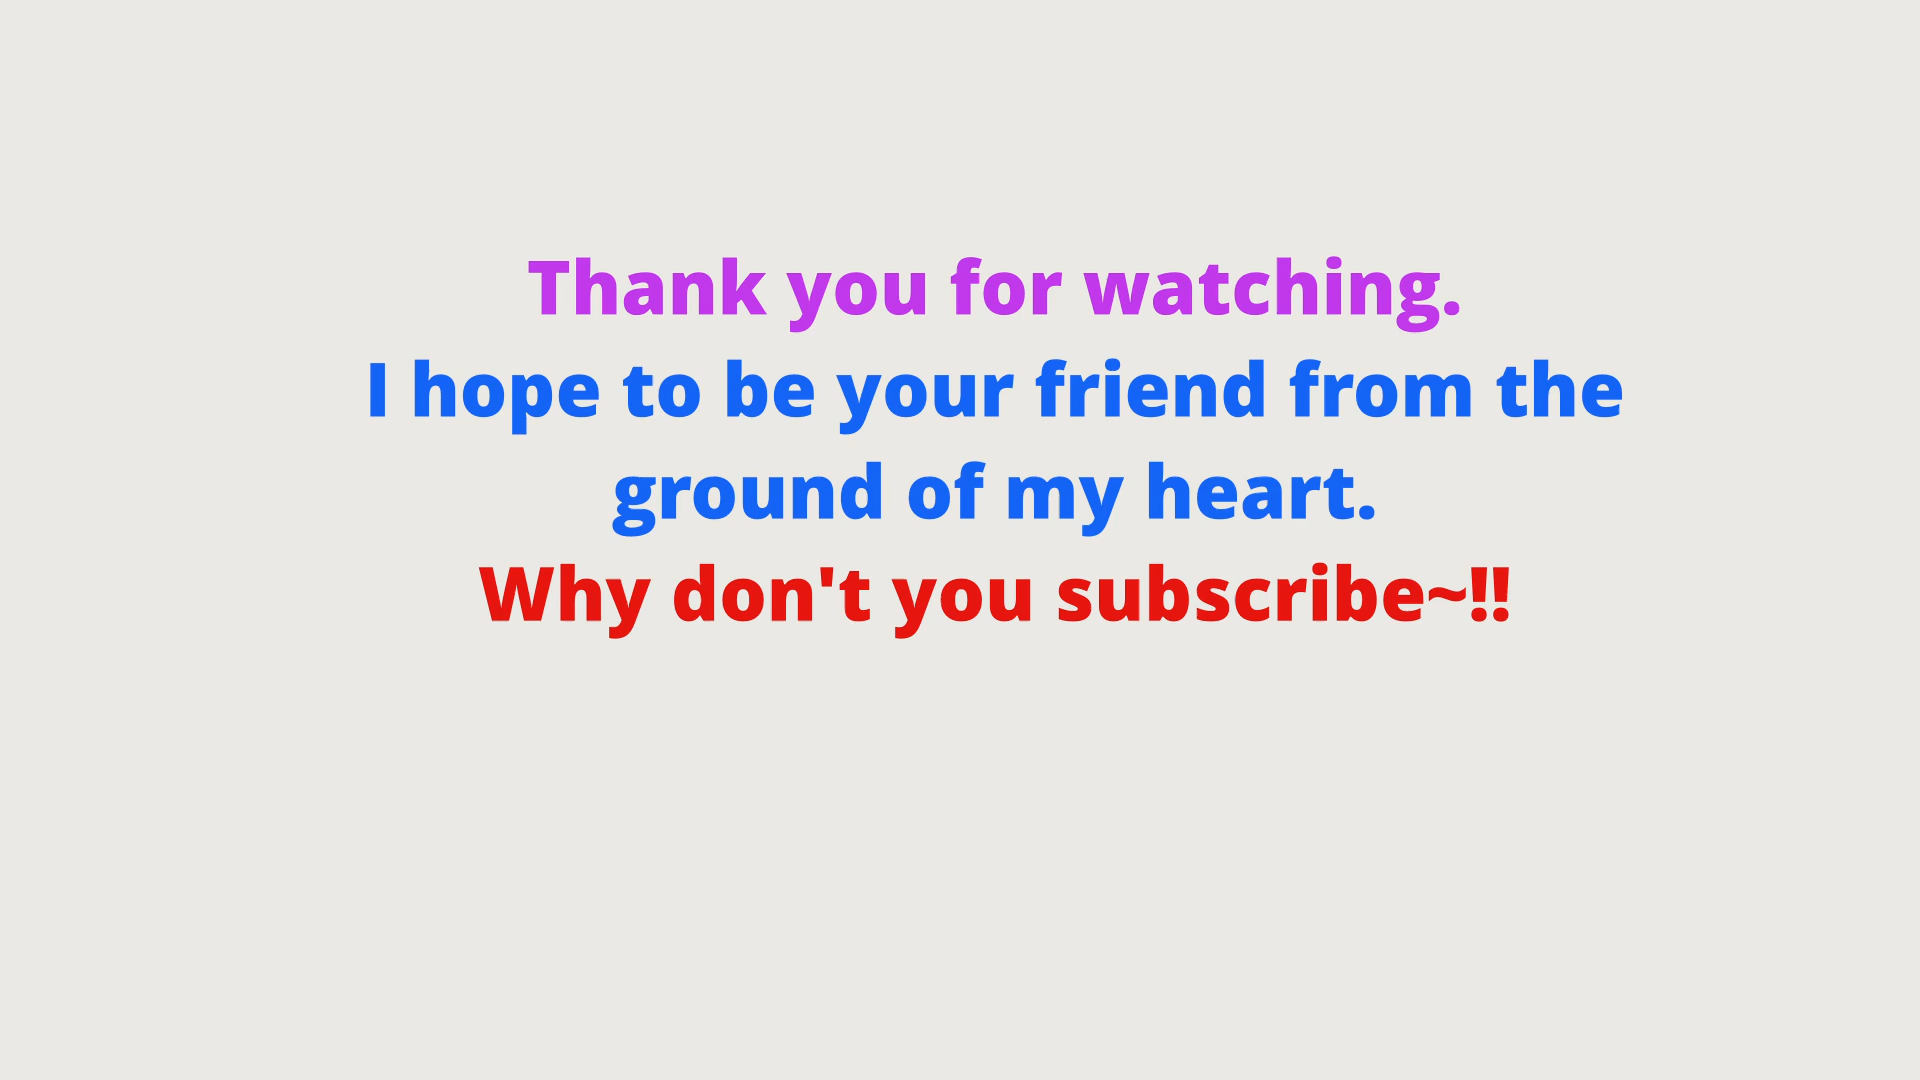 Thank you for watching.
I hope to be your friend from the
ground of my heart.
Why don't you subscribe~!!